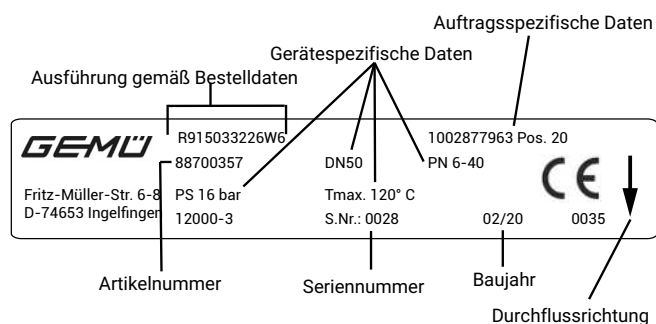 Auftragsspezifische Daten
Gerätespezifische Daten
Ausführung gemäß Bestelldaten
GEMÜ
R915033226W6
1002877963 Pos. 20
88700357
DN50
PN 6-40
CE
Fritz-Müller-Str. 6-8
PS 16 bar
Tmax. 120° C
D-74653 Ingelfingen
12000-3
S.Nr.: 0028
02/20
0035
Artikelnummer
Seriennummer
Baujahr
Durchflussrichtung